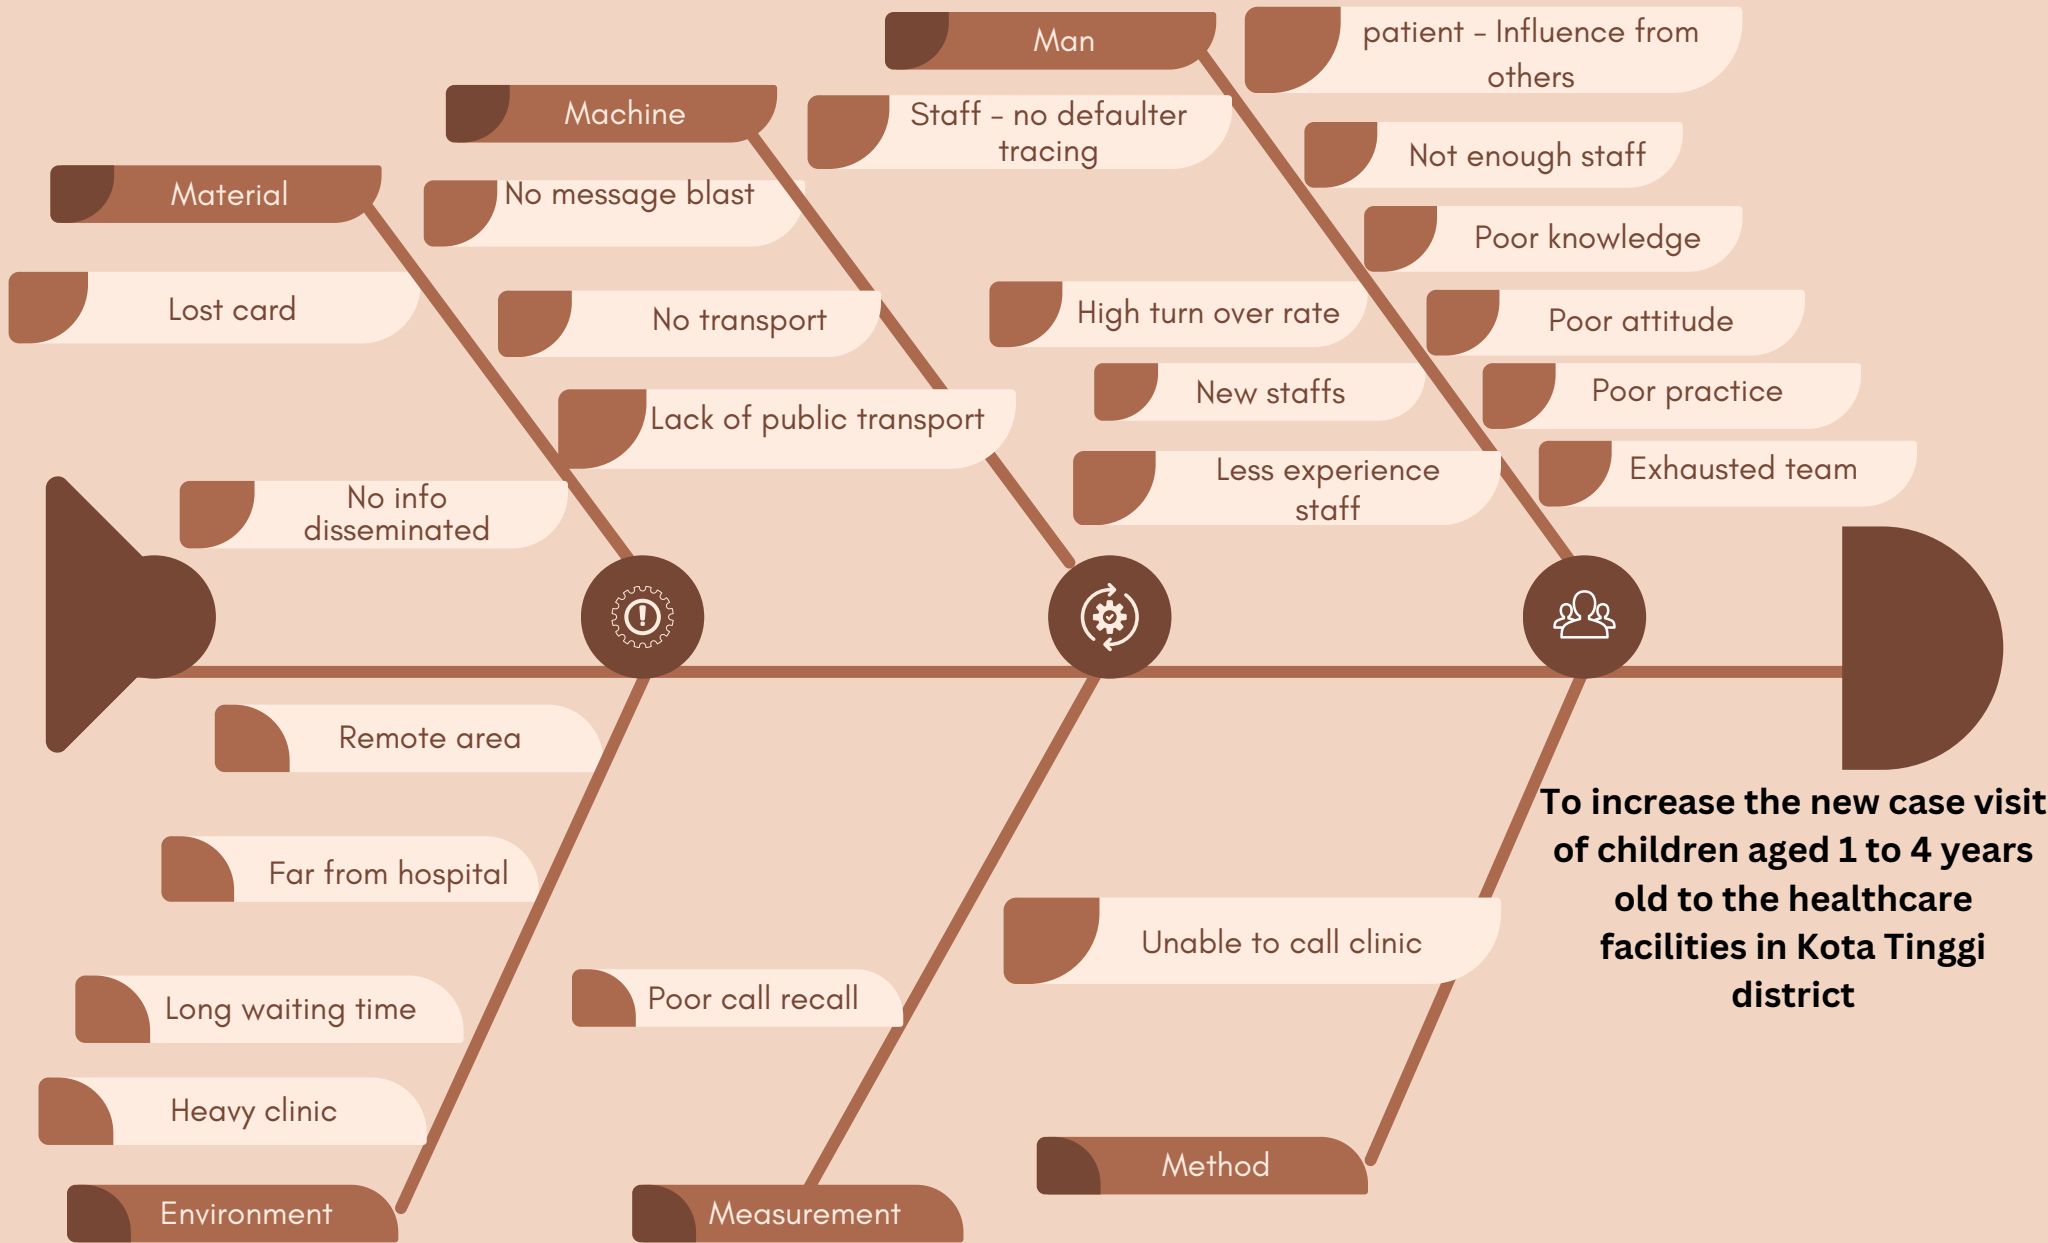 Man
patient - Influence from
others
Machine
Staff - no defaulter
tracing
Not enough staff
Material
No message blast
Poor knowledge
Lost card
No transport
High turn over rate
Poor attitude
New staffs
Poor practice
Lack of public transport
Less experience
staff
Exhausted team
No info
disseminated
Remote area
To increase the new case visit
of children aged 1 to 4 years
old to the healthcare
facilities in Kota Tinggi
district
Far from hospital
Unable to call clinic
Long waiting time
Poor call recall
Heavy clinic
Method
Environment
Measurement